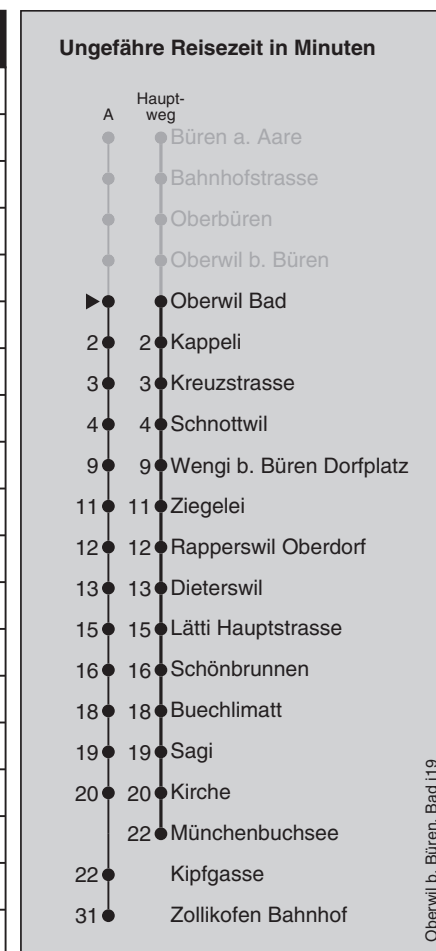 Ungefähre Reisezeit in Minuten
A Haupt-
weg
Büren a. Aare
Bahnhofstrasse
Oberbüren
Oberwil b. Büren
Oberwil Bad
2 2 Kappeli
3 3 Kreuzstrasse
4 4 Schnottwil
9 9 Wengi b. Büren Dorfplatz
11 11 Ziegelei
12 12 Rapperswil Oberdorf
13 13 Dieterswil
15 15 Lätti Hauptstrasse
16 16 Schönbrunnen
18 18 Buechlimatt
19 19 Sagi
20 20 Kirche
22 Münchenbuchsee
22 Kipfgasse
31 Zollikofen Bahnhof
Oberwil b. Büren, Bad j19